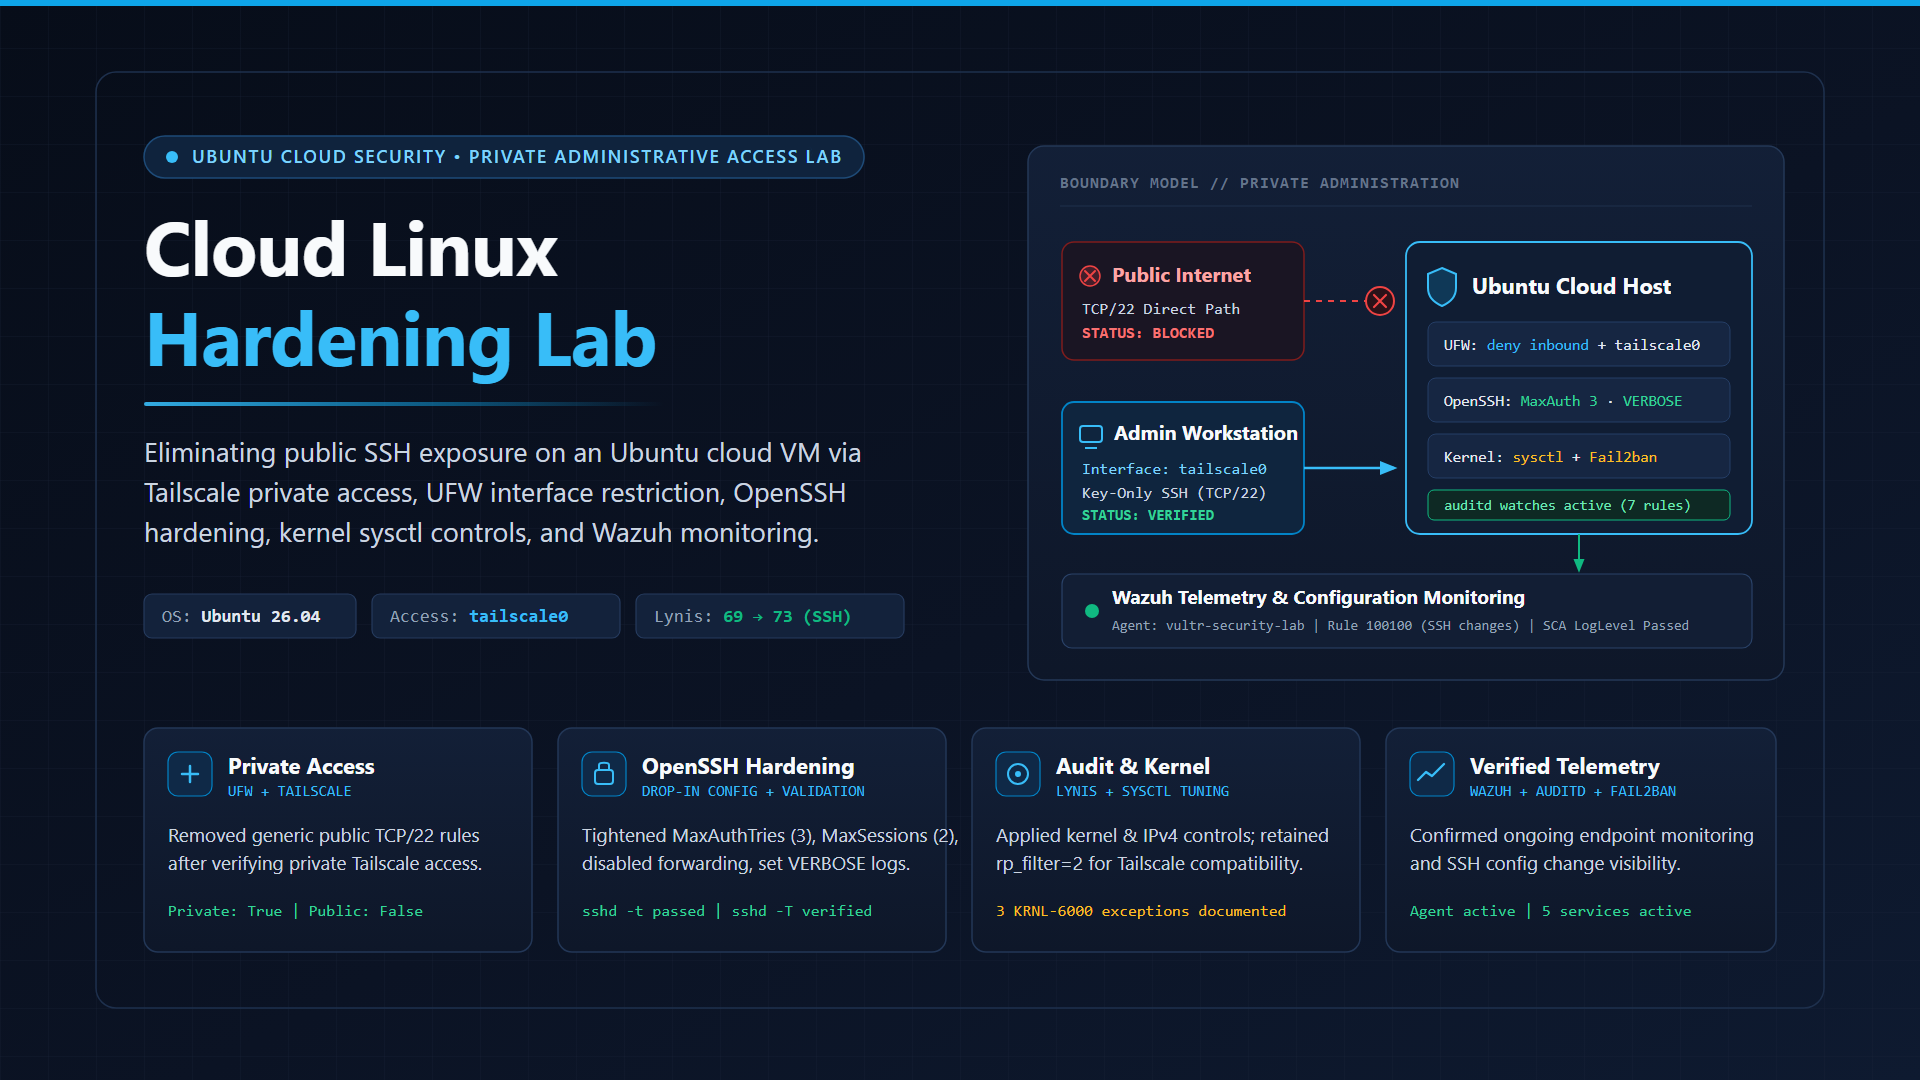 UBUNTU CLOUD SECURITY • PRIVATE ADMINISTRATIVE ACCESS LAB
Cloud Linux
Hardening Lab
Eliminating public SSH exposure on an Ubuntu cloud VM via
Tailscale private access, UFW interface restriction, OpenSSH
hardening, kernel sysctl controls, and Wazuh monitoring.
OS: Ubuntu 26.04
Access: tailscale0
Lynis: 69 → 73 (SSH)
BOUNDARY MODEL // PRIVATE ADMINISTRATION
Public Internet
TCP/22 Direct Path
STATUS: BLOCKED
Admin Workstation
Interface: tailscale0
Key-Only SSH (TCP/22)
STATUS: VERIFIED
Ubuntu Cloud Host
UFW: deny inbound + tailscale0
OpenSSH: MaxAuth 3 · VERBOSE
Kernel: sysctl + Fail2ban
auditd watches active (7 rules)
Wazuh Telemetry & Configuration Monitoring
Agent: vultr-security-lab | Rule 100100 (SSH changes) | SCA LogLevel Passed
Private Access
UFW + TAILSCALE
Removed generic public TCP/22 rules
after verifying private Tailscale access.
Private: True | Public: False
OpenSSH Hardening
DROP-IN CONFIG + VALIDATION
Tightened MaxAuthTries (3), MaxSessions (2),
disabled forwarding, set VERBOSE logs.
sshd -t passed | sshd -T verified
Audit & Kernel
LYNIS + SYSCTL TUNING
Applied kernel & IPv4 controls; retained
rp_filter=2 for Tailscale compatibility.
3 KRNL-6000 exceptions documented
Verified Telemetry
WAZUH + AUDITD + FAIL2BAN
Confirmed ongoing endpoint monitoring
and SSH config change visibility.
Agent active | 5 services active